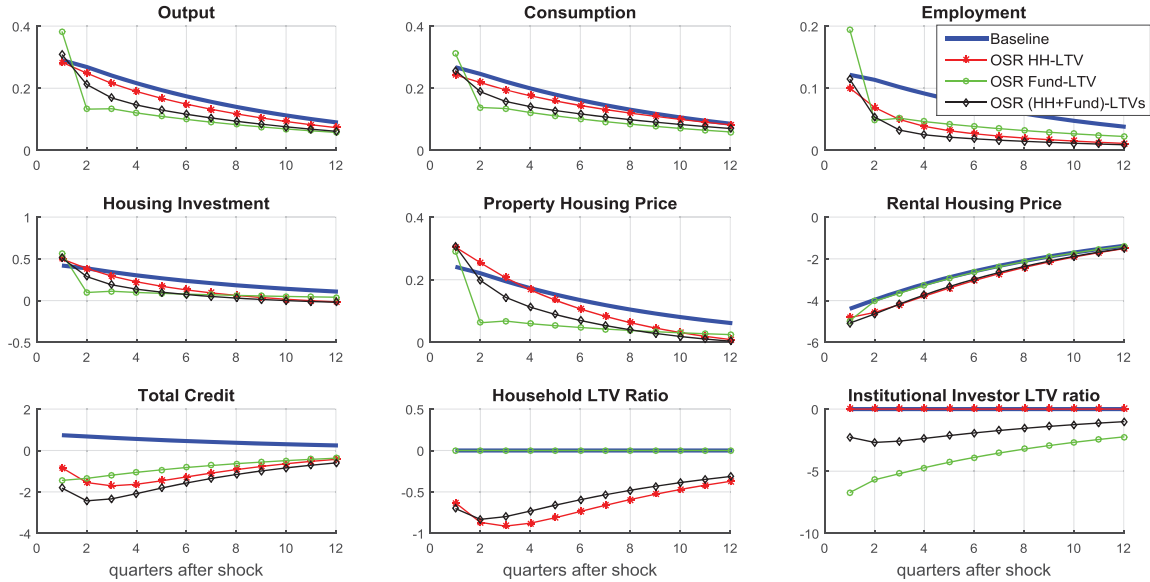 Output
0.4
0.2
0
0 2 4 6 8 10 12
Consumption
0.4
0.2
0
0 2 4 6 8 10 12
Employment
0.1
0
0 2 4 6 8 10 12
Baseline
OSR HH-LTV
OSR Fund-LTV
OSR (HH+Fund)-LTVs
Housing Investment
1
0.5
0
-0.5
0 2 4 6 8 10 12
Property Housing Price
0.4
0.2
0
0 2 4 6 8 10 12
Rental Housing Price
0
-2
-4
-6
0 2 4 6 8 10 12
Total Credit
2
0
-2
-4
0 2 4 6 8 10 12
quarters after shock
Household LTV Ratio
0.5
0
-0.5
-1
0 2 4 6 8 10 12
quarters after shock
Institutional Investor LTV ratio
0
-5
-10
0 2 4 6 8 10 12
quarters after shock